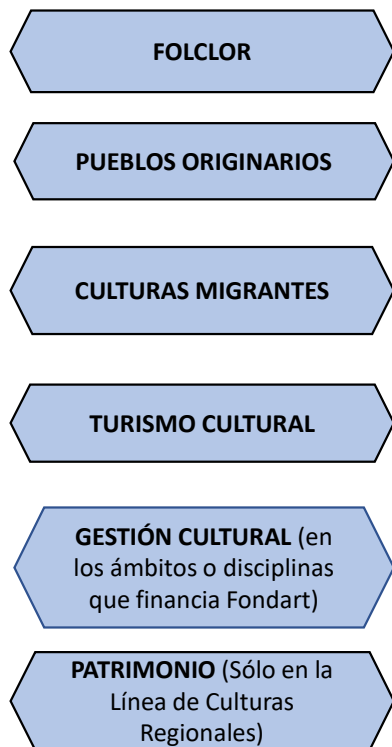 FOLCLOR
PUEBLOS ORIGINARIOS
CULTURAS MIGRANTES
TURISMO CULTURAL
GESTIÓN CULTURAL (en
los ámbitos o disciplinas
que financia Fondart)
PATRIMONIO (Sólo en la
Línea de Culturas
Regionales)